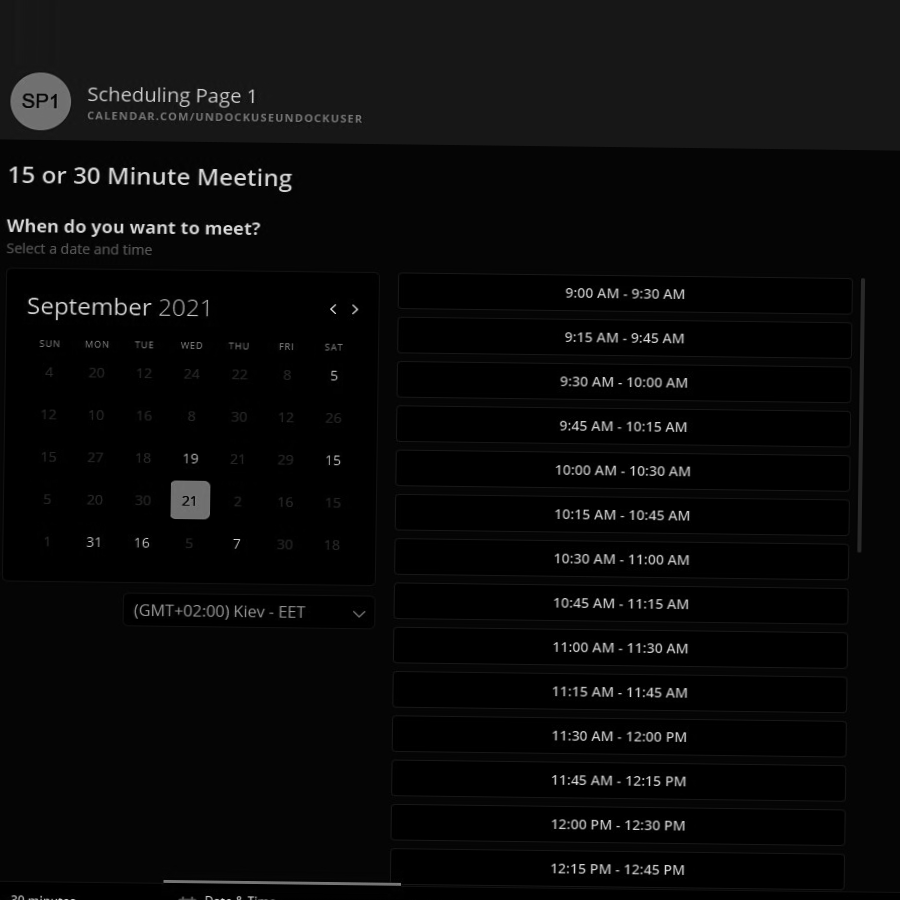 SP1
Scheduling Page 1
CALENDAR.COM/UNDOCKUSEUNDOCKUSER
15 or 30 Minute Meeting
When do you want to meet?
Select a date and time
September 2021
SUN MON TUE WED THU FRI SAT
4 20 12 24 22 8 5
12 10 16 8 30 12 26
15 27 18 19 21 29 15
5 20 30 21 2 16 15
1 31 16 5 7 30 18
(GMT+02:00) Kiev - EET
9:00 AM - 9:30 AM
9:15 AM - 9:45 AM
9:30 AM - 10:00 AM
9:45 AM - 10:15 AM
10:00 AM - 10:30 AM
10:15 AM - 10:45 AM
10:30 AM - 11:00 AM
10:45 AM - 11:15 AM
11:00 AM - 11:30 AM
11:15 AM - 11:45 AM
11:30 AM - 12:00 PM
11:45 AM - 12:15 PM
12:00 PM - 12:30 PM
12:15 PM - 12:45 PM
30 minutes
Date & Time